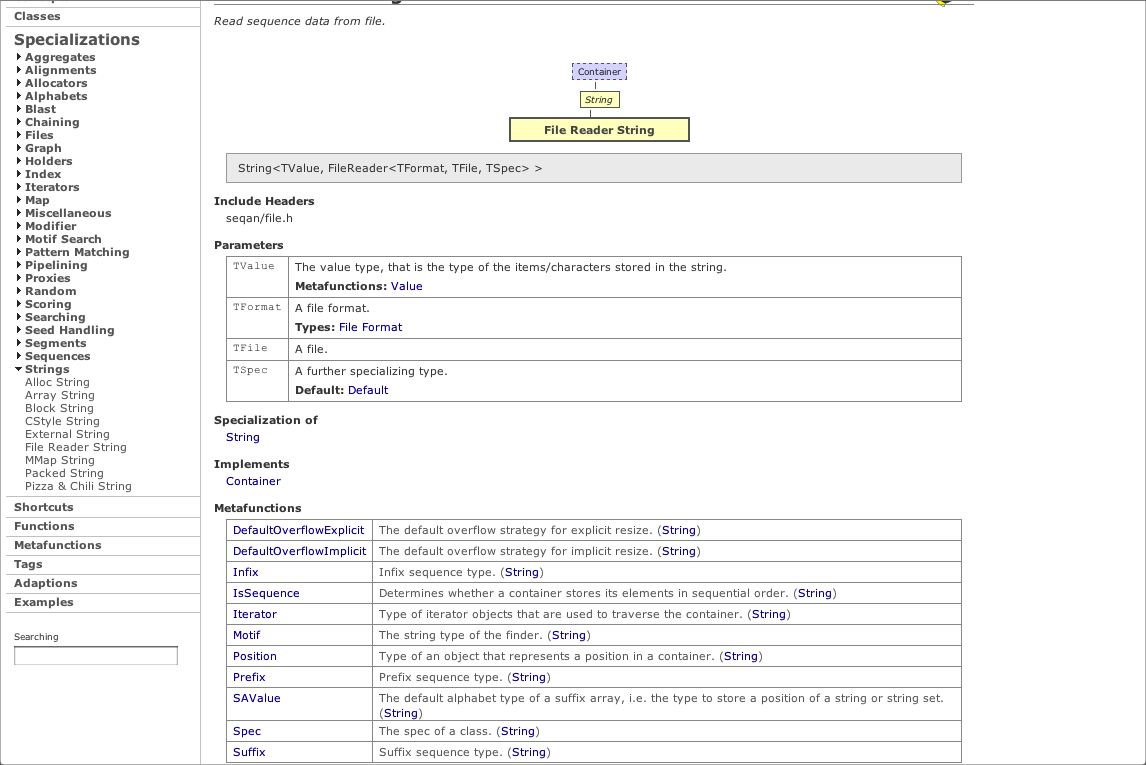 Classes
Specializations
Aggregates
Alignments
Allocators
Alphabets
Blast
Chaining
Files
Graph
Holders
Index
Iterators
Map
Miscellaneous
Modifier
Motif Search
Pattern Matching
Pipelining
Proxies
Random
Scoring
Searching
Seed Handling
Segments
Sequences
Strings
Alloc String
Array String
Block String
CStyle String
External String
File Reader String
MMap String
Packed String
Pizza & Chili String
Shortcuts
Functions
Metafunctions
Tags
Adaptions
Examples
Searching
Read sequence data from file.
Container
String
File Reader String
String<TValue, FileReader<TFormat, TFile, TSpec> >
Include Headers
seqan/file.h
Parameters
TValue The value type, that is the type of the items/characters stored in the string.
Metafunctions: Value
TFormat A file format.
Types: File Format
TFile A file.
TSpec A further specializing type.
Default: Default
Specialization of
String
Implements
Container
Metafunctions
DefaultOverflowExplicit The default overflow strategy for explicit resize. (String)
DefaultOverflowImplicit The default overflow strategy for implicit resize. (String)
Infix Infix sequence type. (String)
IsSequence Determines whether a container stores its elements in sequential order. (String)
Iterator Type of iterator objects that are used to traverse the container. (String)
Motif The string type of the finder. (String)
Position Type of an object that represents a position in a container. (String)
Prefix Prefix sequence type. (String)
SAValue The default alphabet type of a suffix array, i.e. the type to store a position of a string or string set.
(String)
Spec The spec of a class. (String)
Suffix Suffix sequence type. (String)